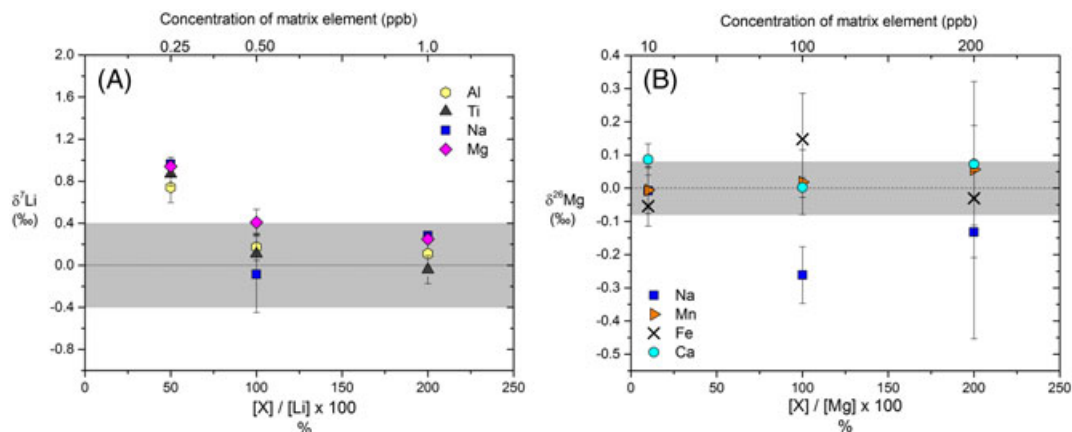 Concentration of matrix element (ppb)
0.25 0.50 1.0
(A)
Al
Ti
Na
Mg
2.0
1.6
1.2
0.8
0.4
0.0
-0.4
-0.8
δ⁷Li
(‰)
0 50 100 150 200 250
[X] / [Li] x 100
%
Concentration of matrix element (ppb)
10 100 200
(B)
0.4
0.3
0.2
0.1
0.0
-0.1
-0.2
-0.3
-0.4
-0.5
δ²⁶Mg
(‰)
Na
Mn
Fe
Ca
0 50 100 150 200 250
[X] / [Mg] x 100
%